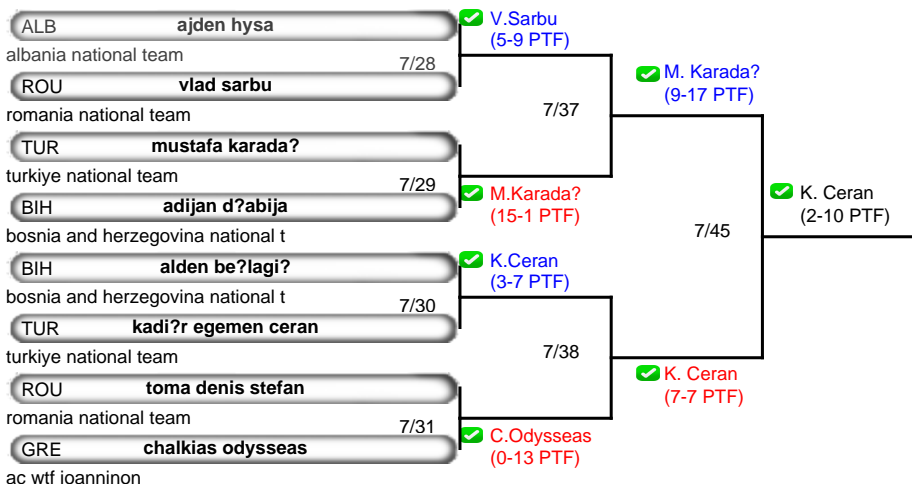 ALB ajden hysa
albania national team
7/28
ROU vlad sarbu
romania national team
V.Sarbu
(5-9 PTF)
TUR mustafa karada?
turkiye national team
7/29
BIH adijan d?abija
bosnia and herzegovina national t
M.Karada?
(15-1 PTF)
7/37
M. Karada?
(9-17 PTF)
BIH alden be?lagi?
bosnia and herzegovina national t
7/30
TUR kadi?r egemen ceran
turkiye national team
K.Ceran
(3-7 PTF)
ROU toma denis stefan
romania national team
7/31
GRE chalkias odysseas
ac wtf ioanninon
C.Odysseas
(0-13 PTF)
7/38
K. Ceran
(7-7 PTF)
7/45
K. Ceran
(2-10 PTF)